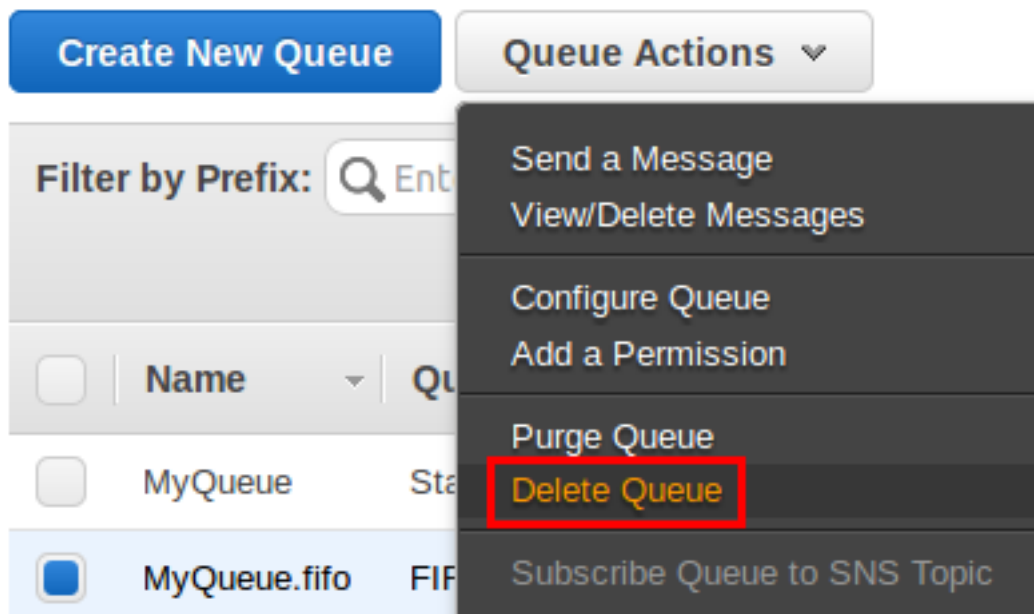 Create New Queue
Queue Actions
Filter by Prefix:
Send a Message
View/Delete Messages
Configure Queue
Add a Permission
Name
Purge Queue
MyQueue
Delete Queue
MyQueue.fifo
Subscribe Queue to SNS Topic